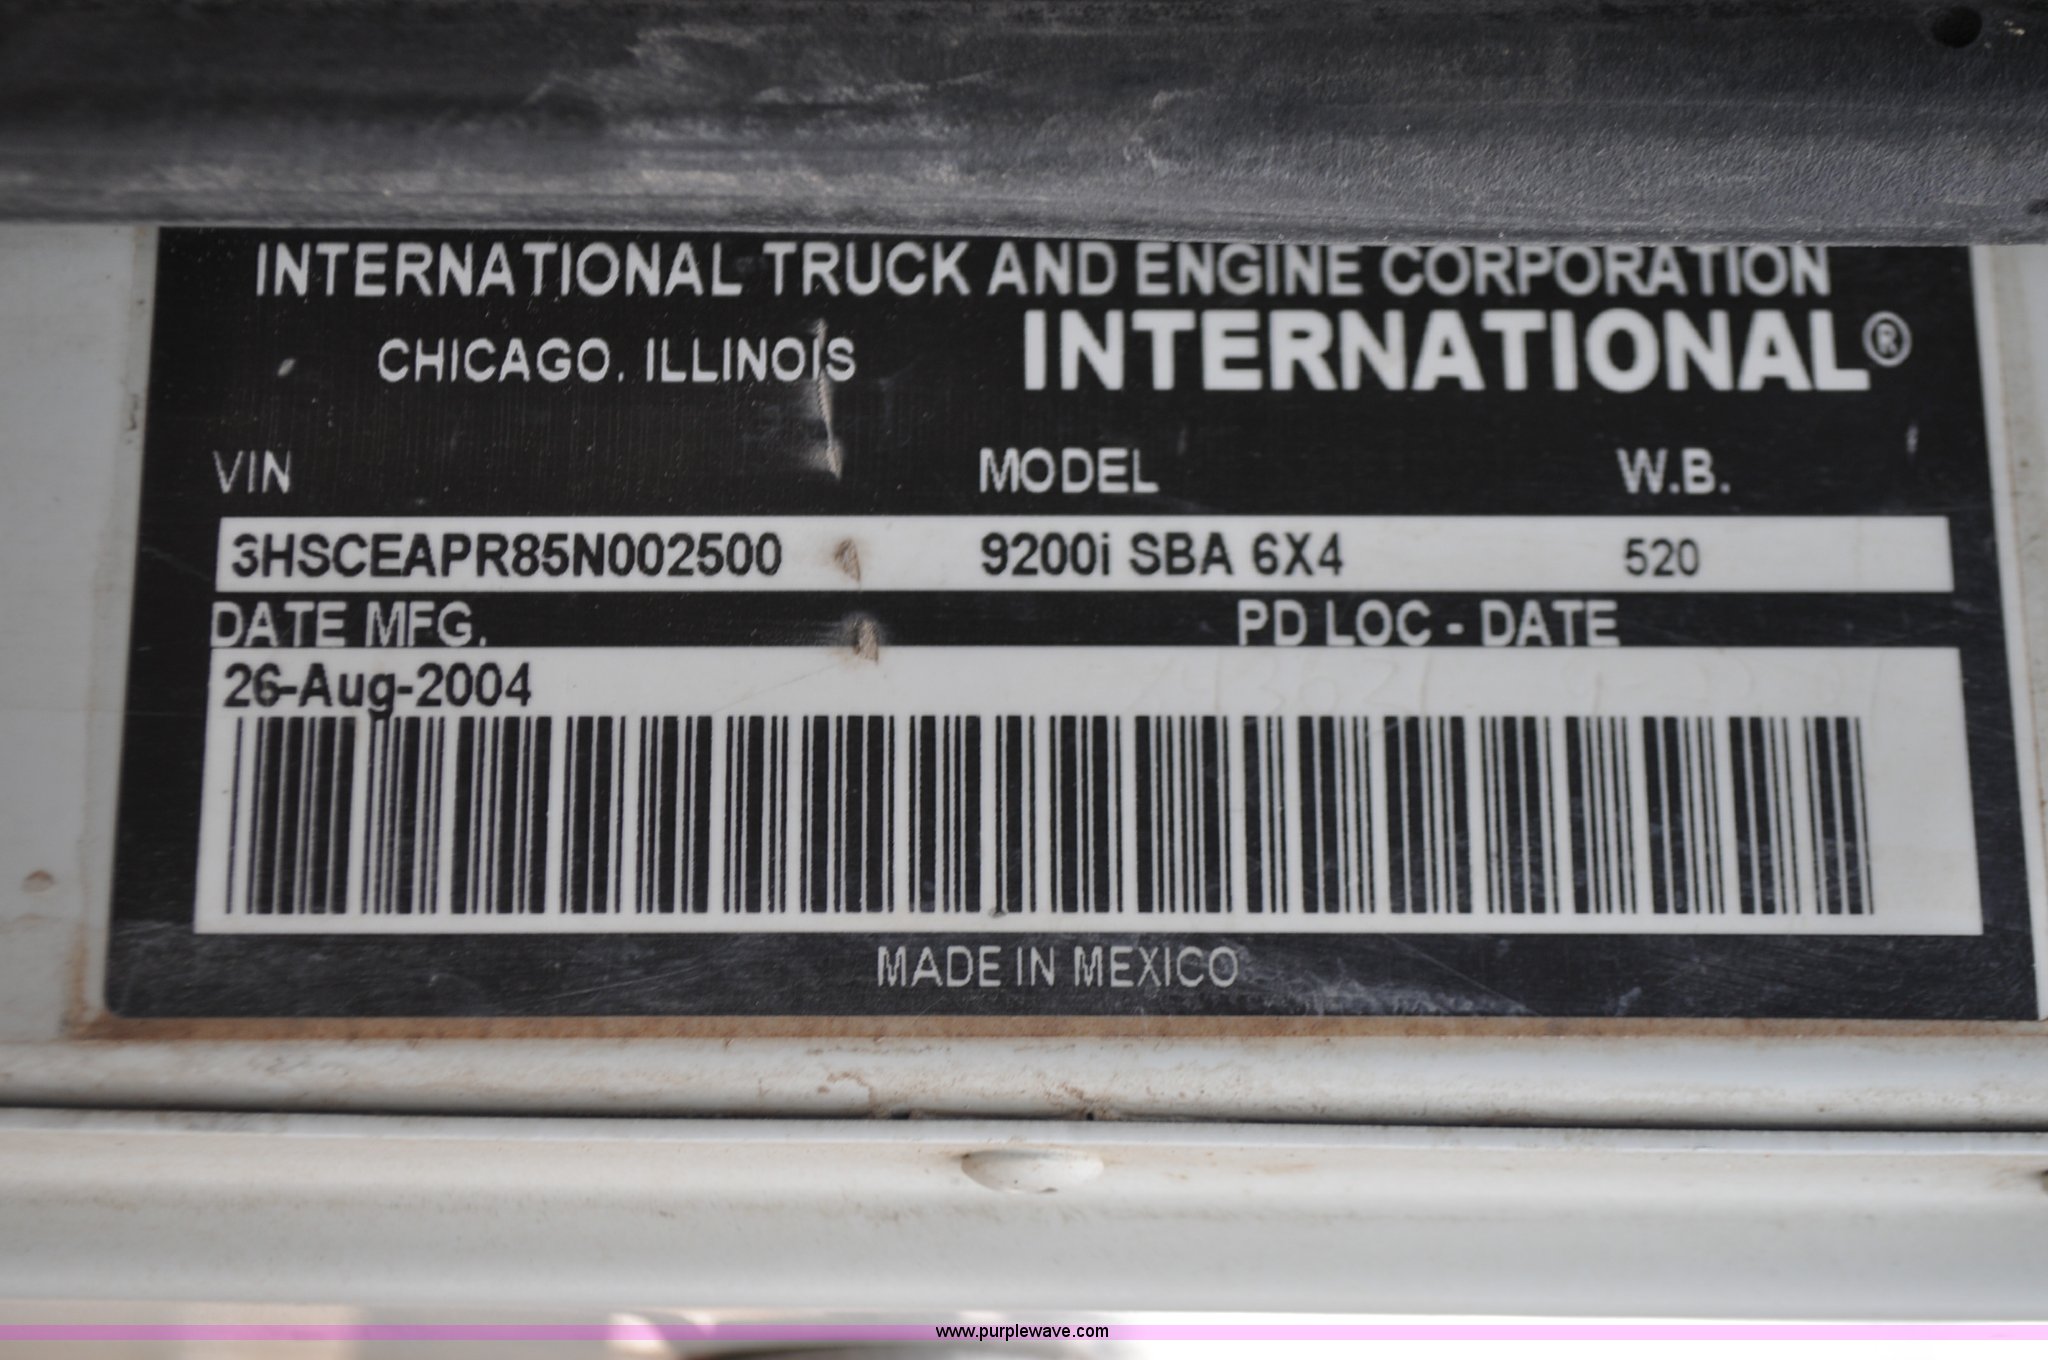 INTERNATIONAL TRUCK AND ENGINE CORPORATION
CHICAGO, ILLINOIS INTERNATIONAL®
VIN MODEL W.B.
3HSCEAPR85N002500 9200i SBA 6X4 520
DATE MFG. PD LOC - DATE
26-Aug-2004
MADE IN MEXICO
www.purplewave.com